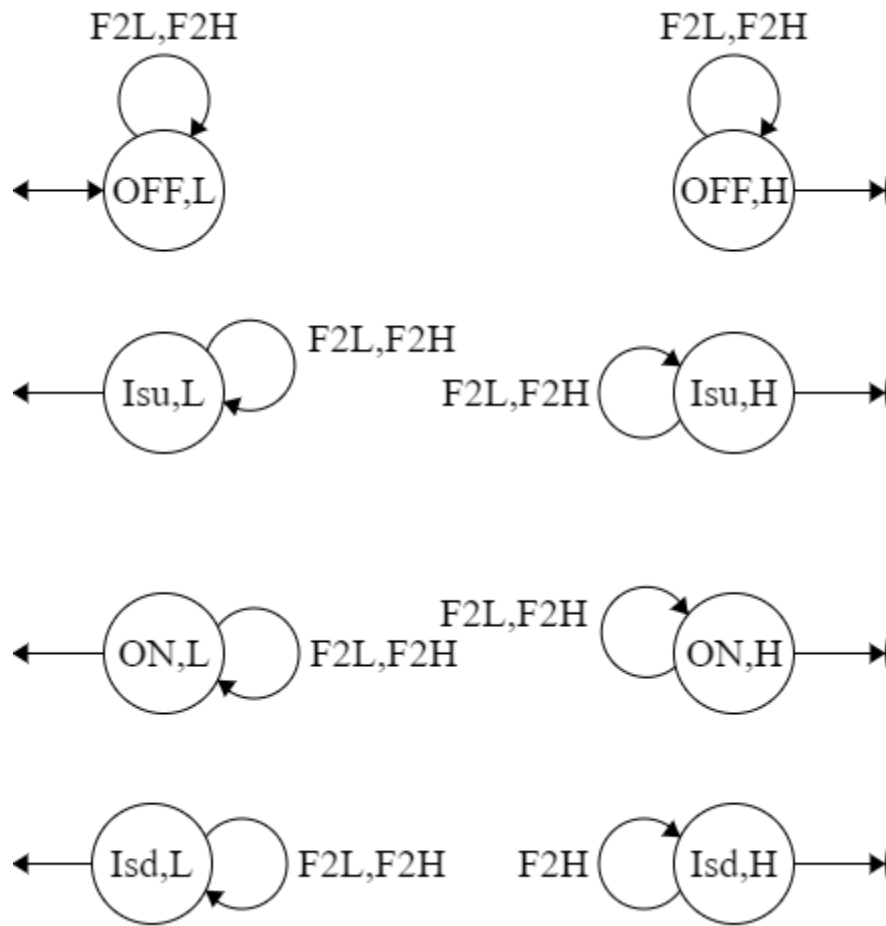 F2L,F2H
F2L,F2H
OFF,L
OFF,H
F2L,F2H
Isu,L
F2L,F2H
Isu,H
F2L,F2H
ON,L
F2L,F2H
ON,H
Isd,L
F2L,F2H
F2H
Isd,H